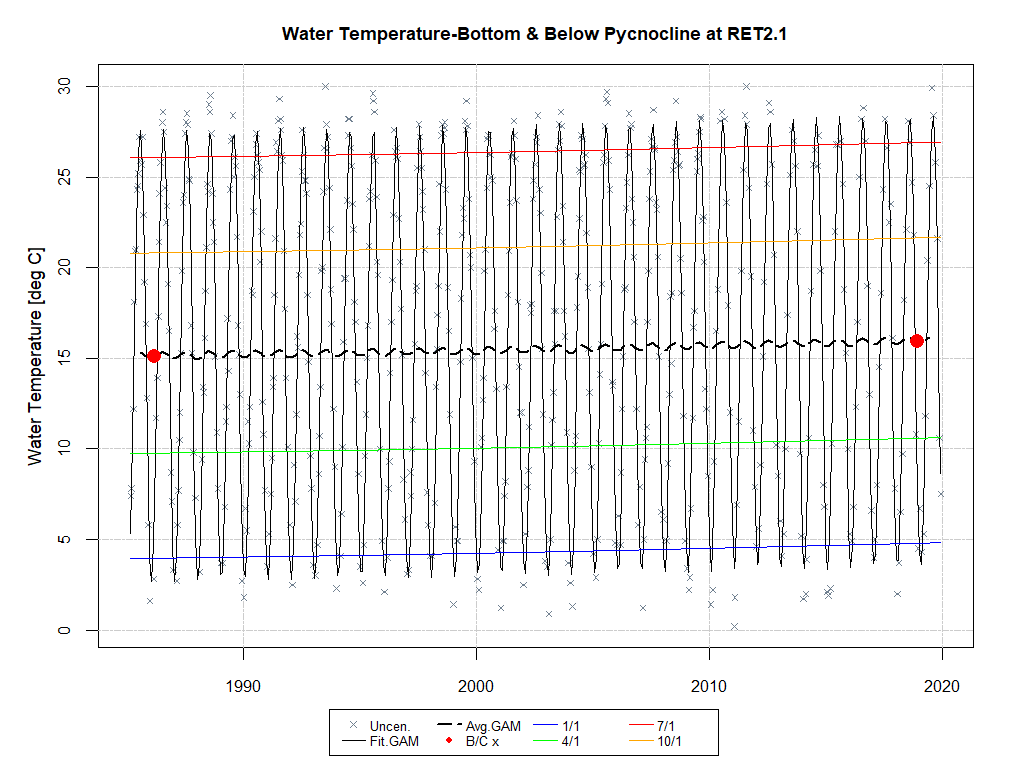 Water Temperature-Bottom & Below Pycnocline at RET2.1
Water Temperature [deg C]
30
25
20
15
10
5
0
1990 2000 2010 2020
Uncen. Avg.GAM 1/1 7/1
Fit.GAM B/C x 4/1 10/1